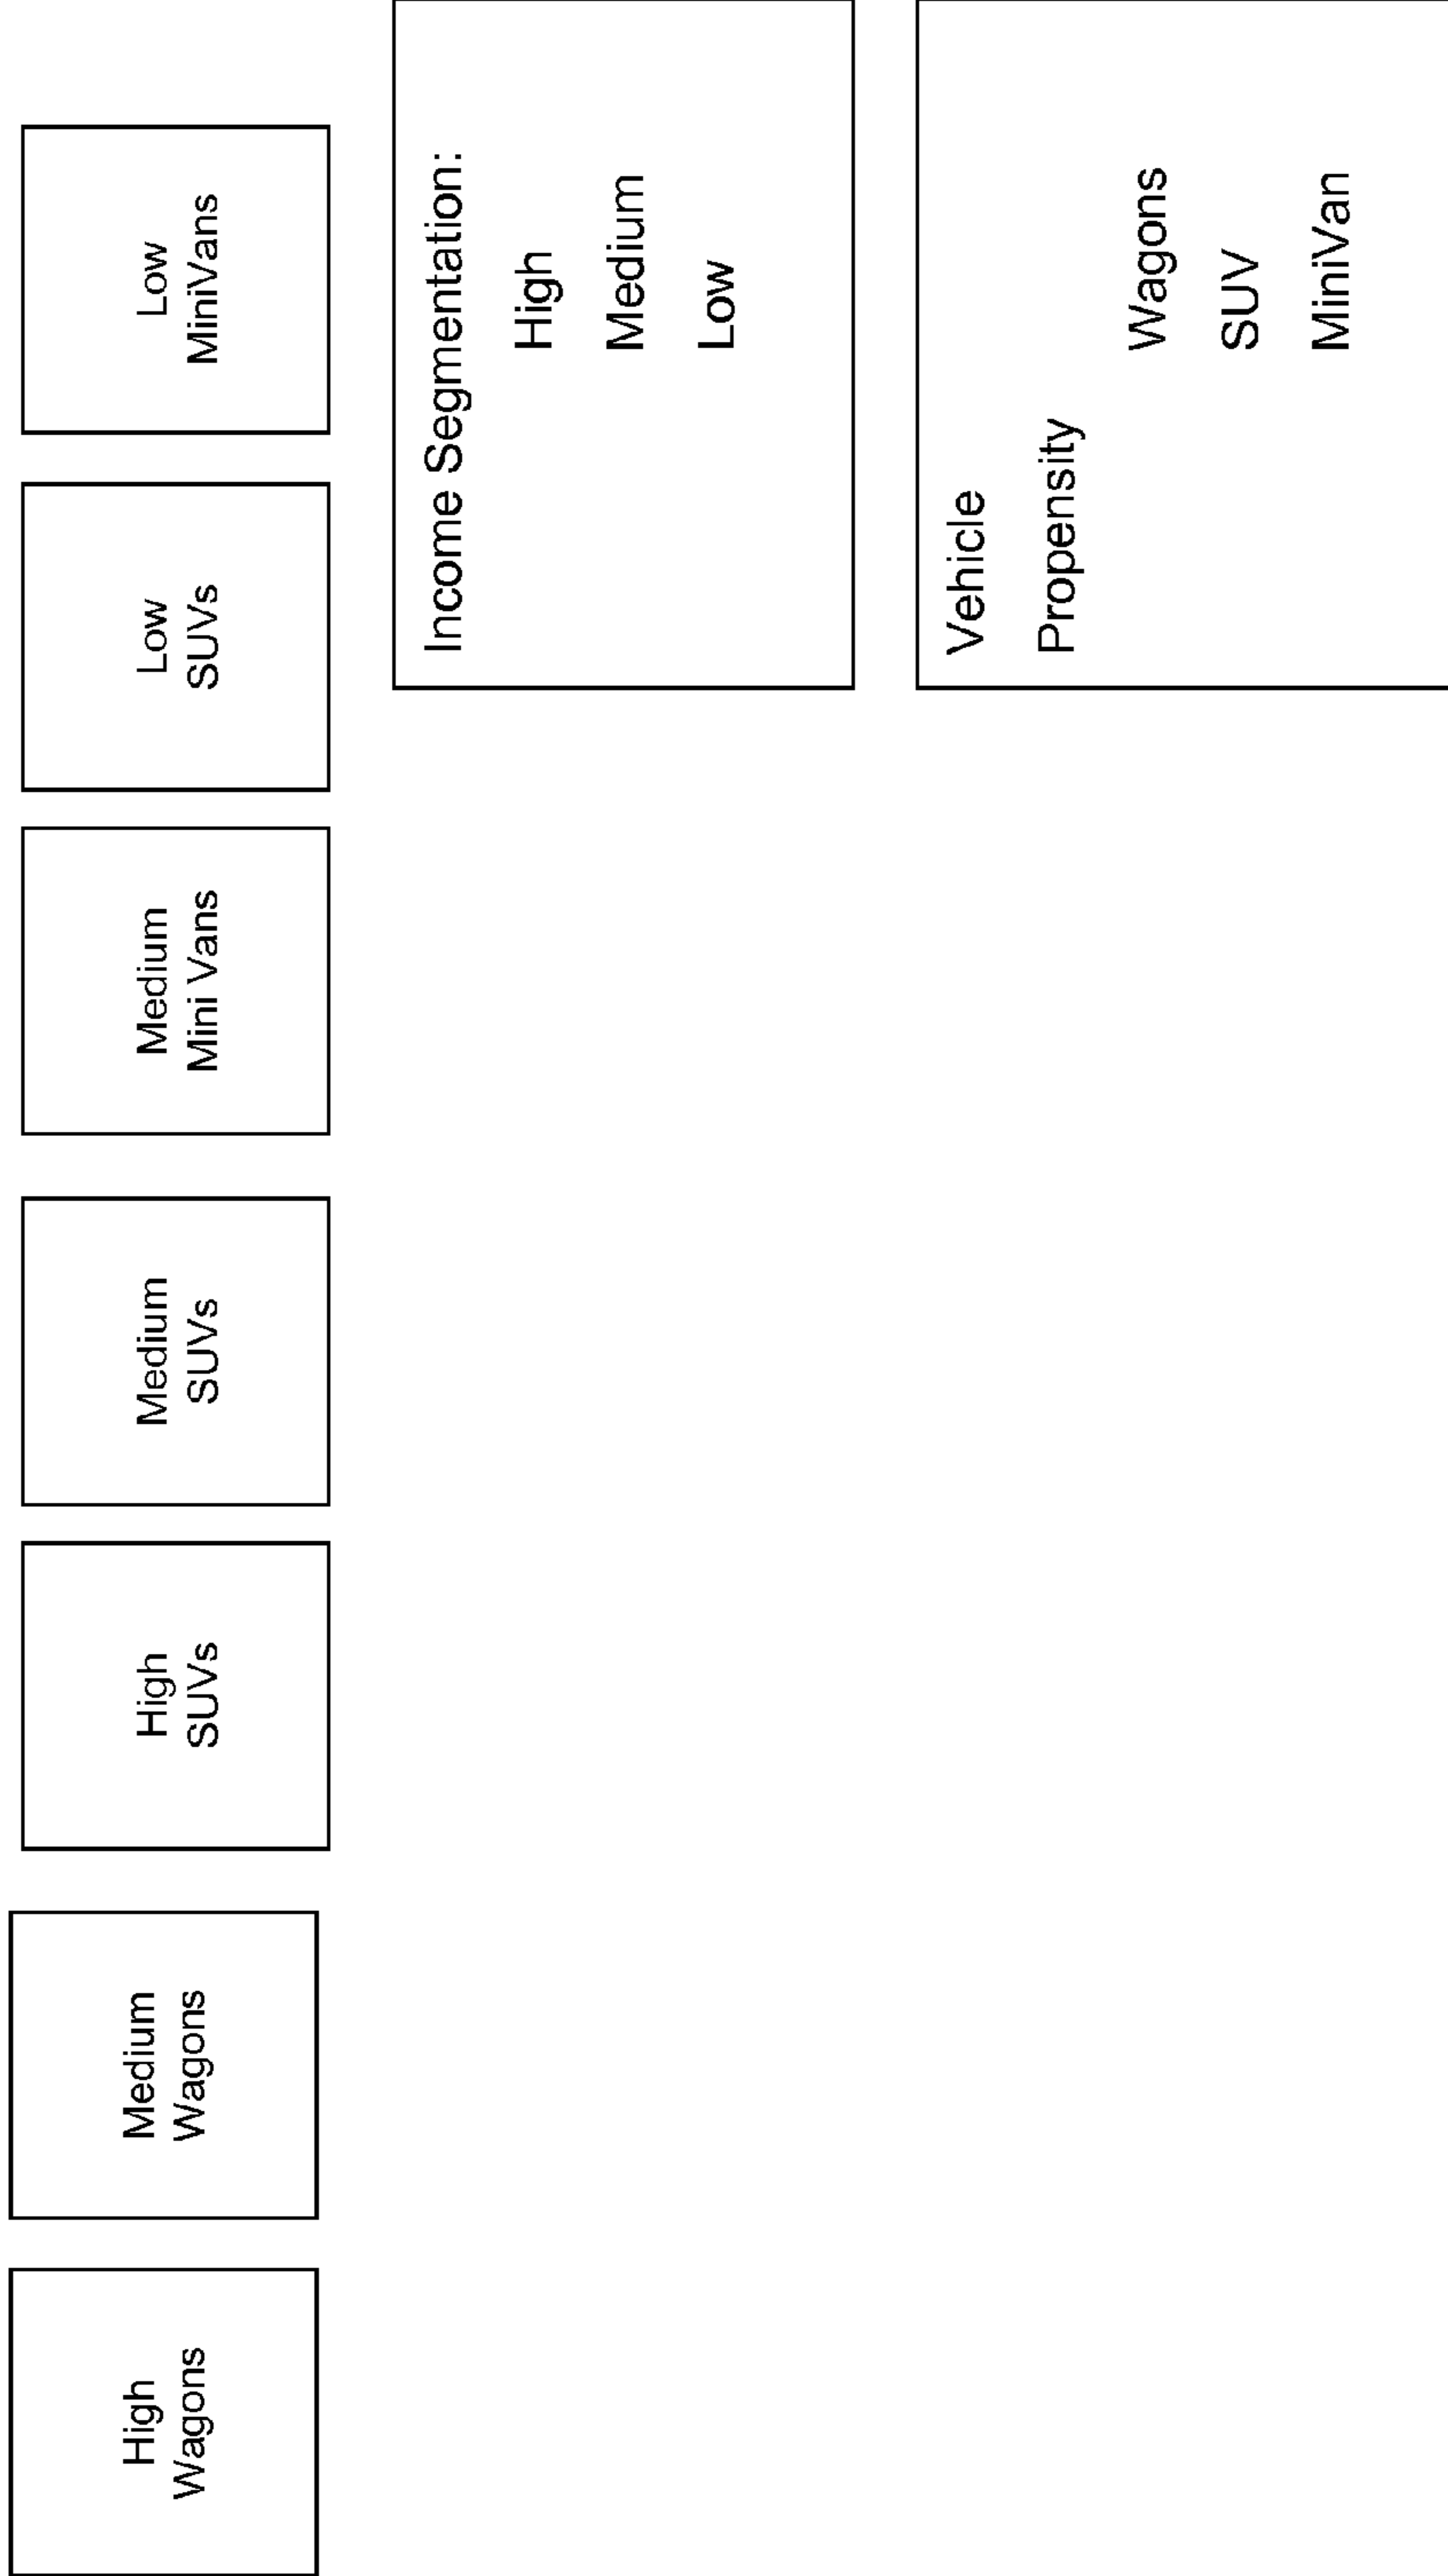 High
Wagons
Medium
Wagons
High
SUVs
Medium
SUVs
Medium
Mini Vans
Low
SUVs
Low
MiniVans
Income Segmentation:
High
Medium
Low
Vehicle
Propensity
Wagons
SUV
MiniVan